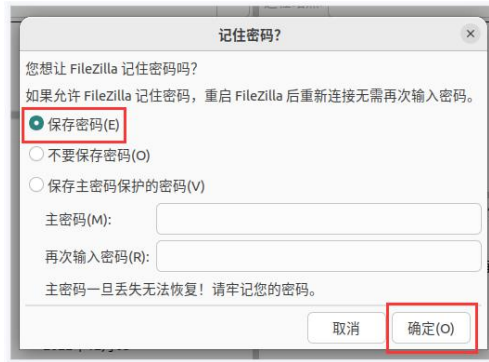 记住密码?
您想让 FileZilla 记住密码吗?
如果允许 FileZilla 记住密码，重启 FileZilla 后重新连接无需再次输入密码。
保存密码(E)
不要保存密码(O)
保存主密码保护的密码(V)
主密码(M):
再次输入密码(R):
主密码一旦丢失无法恢复！请牢记您的密码。
取消
确定(O)